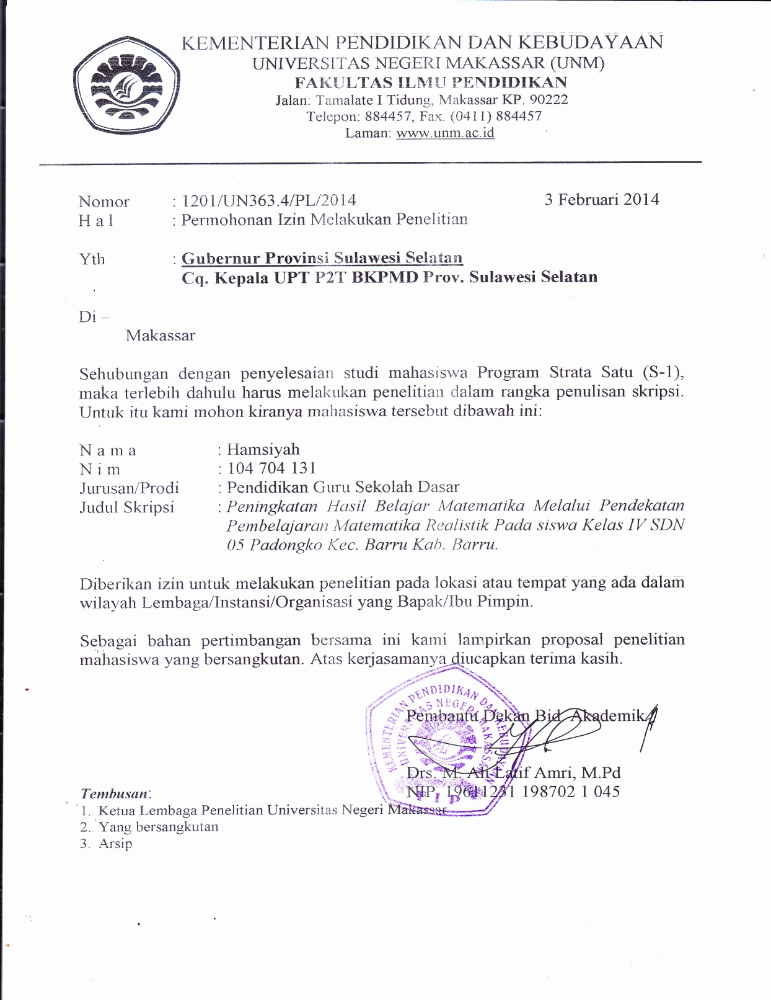 KEMENTERIAN PENDIDIKAN DAN KEBUDAYAAN
UNIVERSITAS NEGERI MAKASSAR (UNM)
FAKULTAS ILMU PENDIDIKAN
Jalan: Tamalate I Tidung, Makassar KP. 90222
Telepon: 884457, Fax. (0411) 884457
Laman: www.unm.ac.id
Nomor : 1201/UN363.4/PL/2014 3 Februari 2014
H a l : Permohonan Izin Melakukan Penelitian
Yth : Gubernur Provinsi Sulawesi Selatan
Cq. Kepala UPT P2T BKPMD Prov. Sulawesi Selatan
Di –
Makassar
Sehubungan dengan penyelesaian studi mahasiswa Program Strata Satu (S-1),
maka terlebih dahulu harus melakukan penelitian dalam rangka penulisan skripsi.
Untuk itu kami mohon kiranya mahasiswa tersebut dibawah ini:
N a m a : Hamsiyah
N i m : 104 704 131
Jurusan/Prodi : Pendidikan Guru Sekolah Dasar
Judul Skripsi : Peningkatan Hasil Belajar Matematika Melalui Pendekatan
Pembelajaran Matematika Realistik Pada siswa Kelas IV SDN
05 Padongko Kec. Barru Kab. Barru.
Diberikan izin untuk melakukan penelitian pada lokasi atau tempat yang ada dalam
wilayah Lembaga/Instansi/Organisasi yang Bapak/Ibu Pimpin.
Sebagai bahan pertimbangan bersama ini kami lampirkan proposal penelitian
mahasiswa yang bersangkutan. Atas kerjasamanya diucapkan terima kasih.
KEMENTERIAN PENDIDIKAN DAN KEBUDAYAAN
UNIVERSITAS NEGERI MAKASSAR
F I P
Pembantu Dekan Bid. Akademik
Drs. M. Ali Latif Amri, M.Pd
NIP. 19611231 198702 1 045
Tembusan:
1. Ketua Lembaga Penelitian Universitas Negeri Makassar
2. Yang bersangkutan
3. Arsip